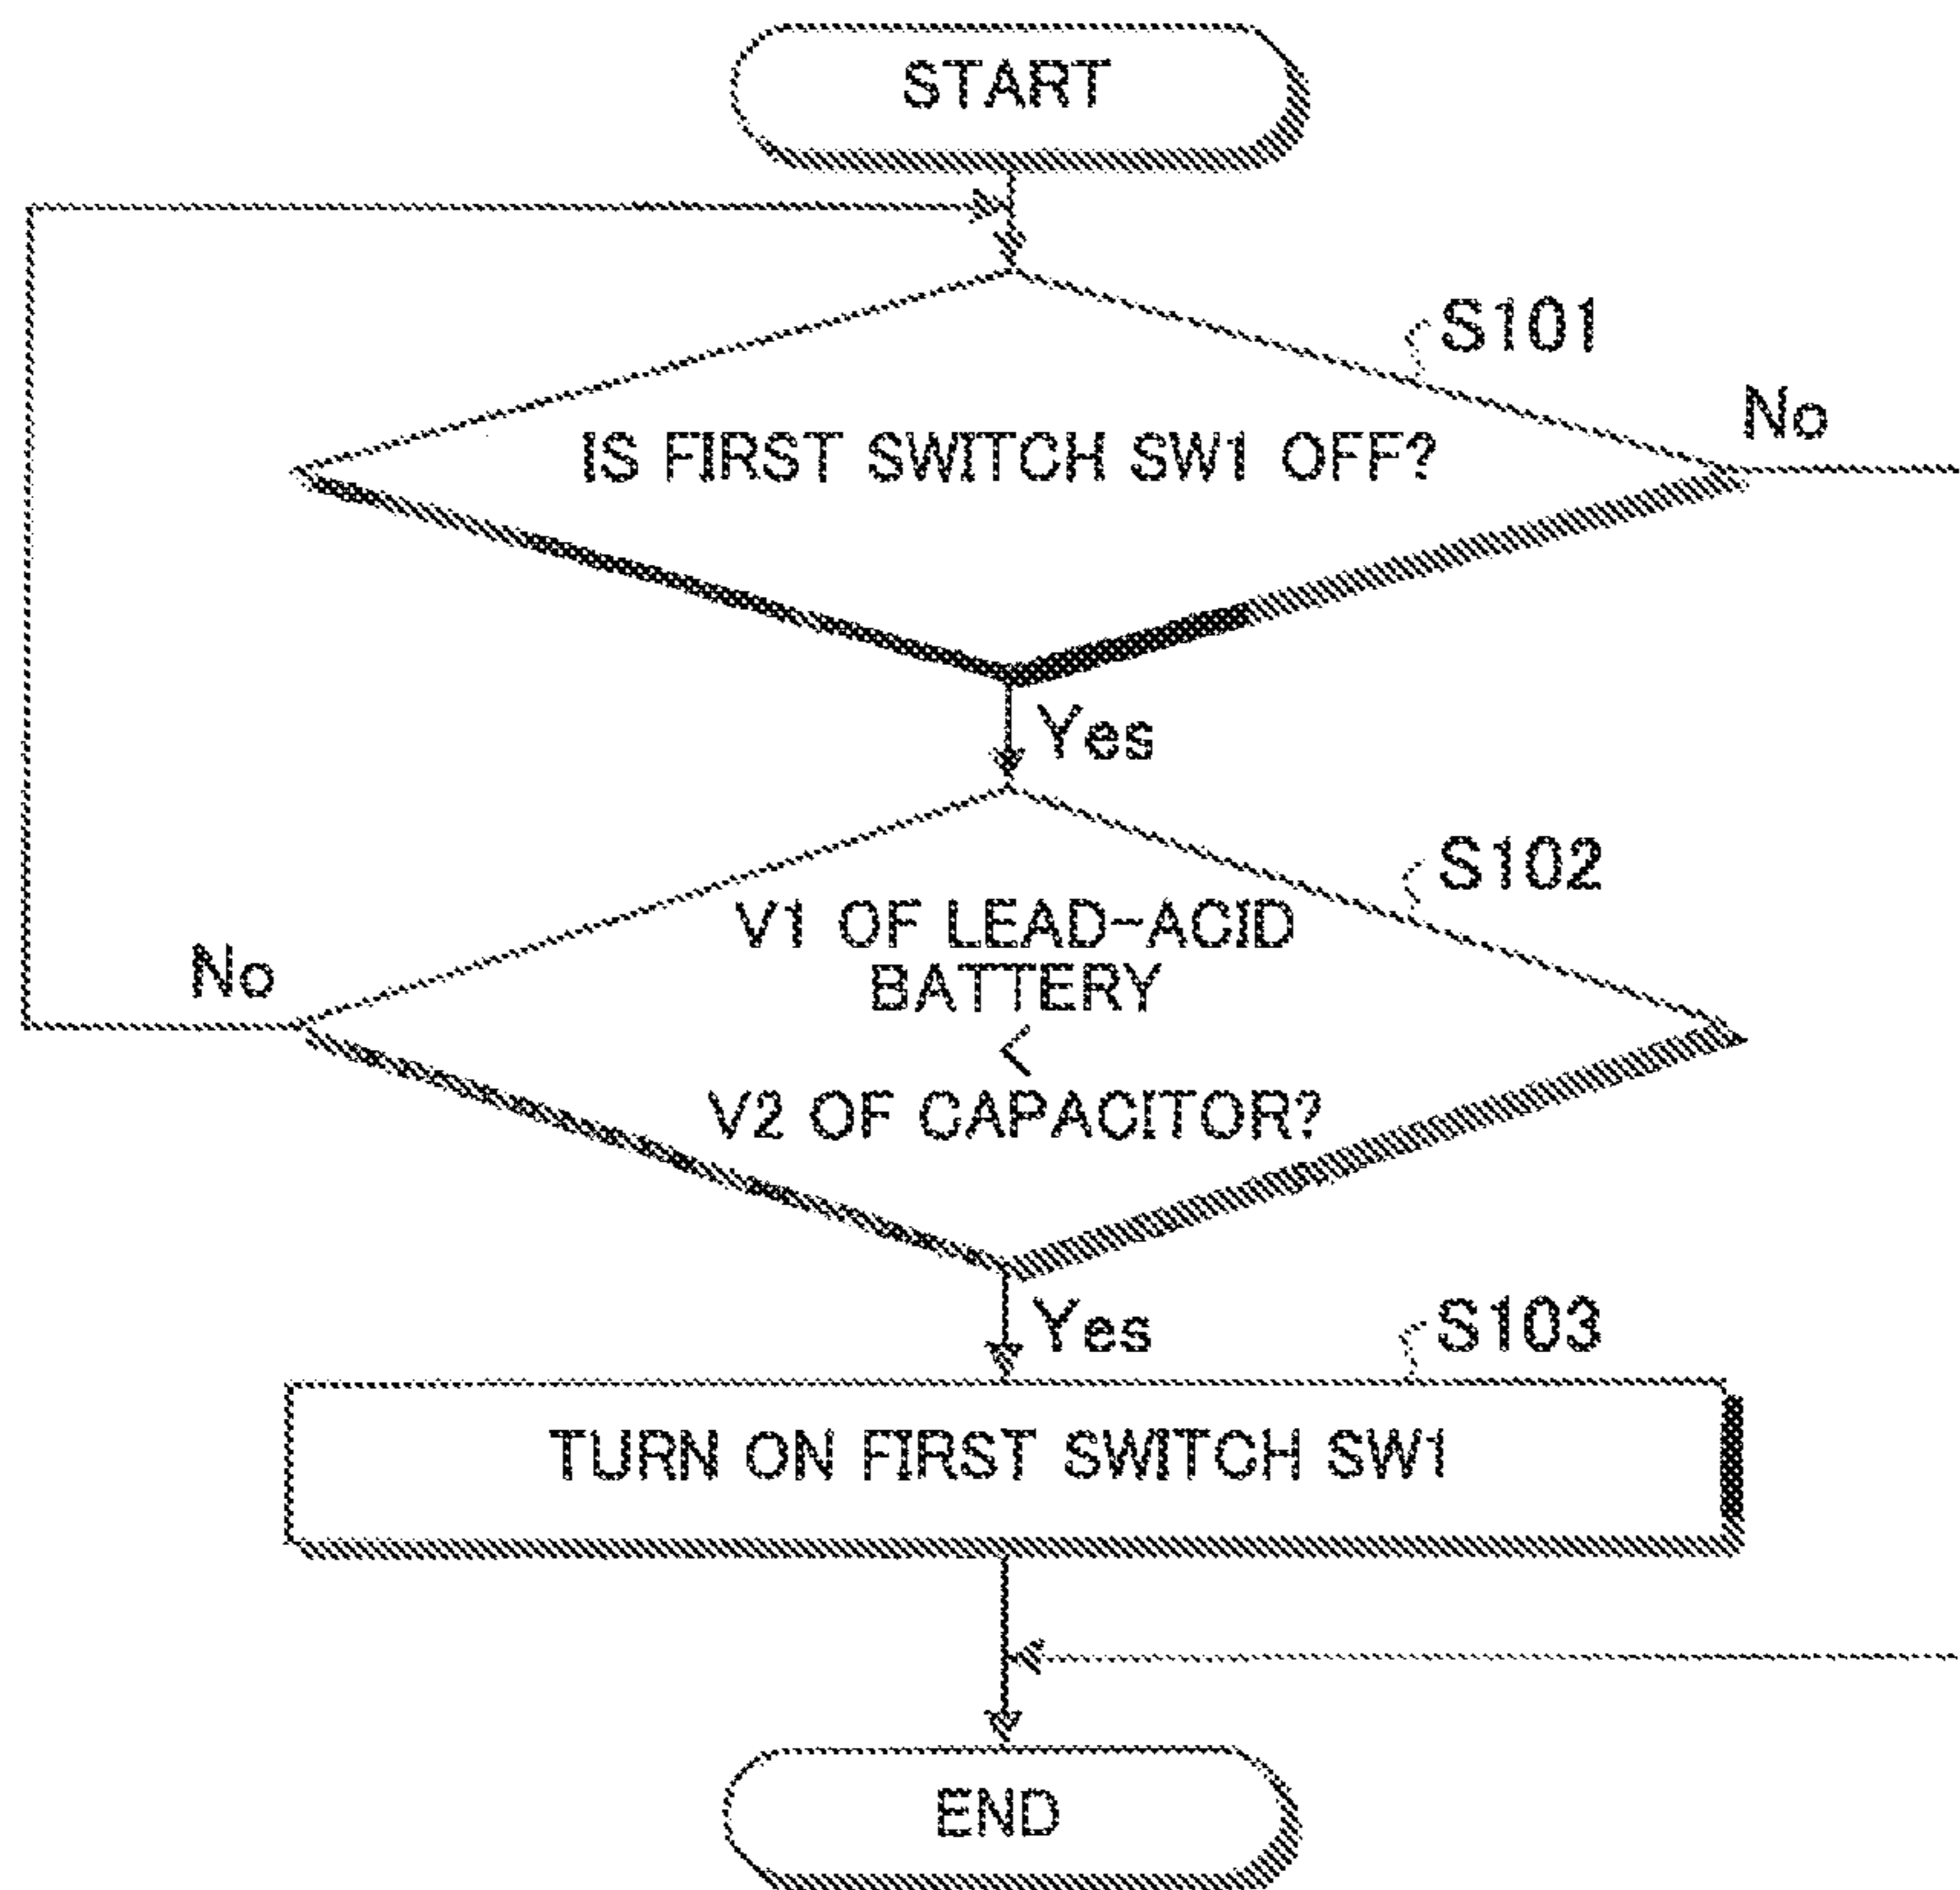 START
S101
No
IS FIRST SWITCH SW1 OFF?
Yes
S102
V1 OF LEAD-ACID
BATTERY
<
V2 OF CAPACITOR?
No
Yes
S103
TURN ON FIRST SWITCH SW1
END